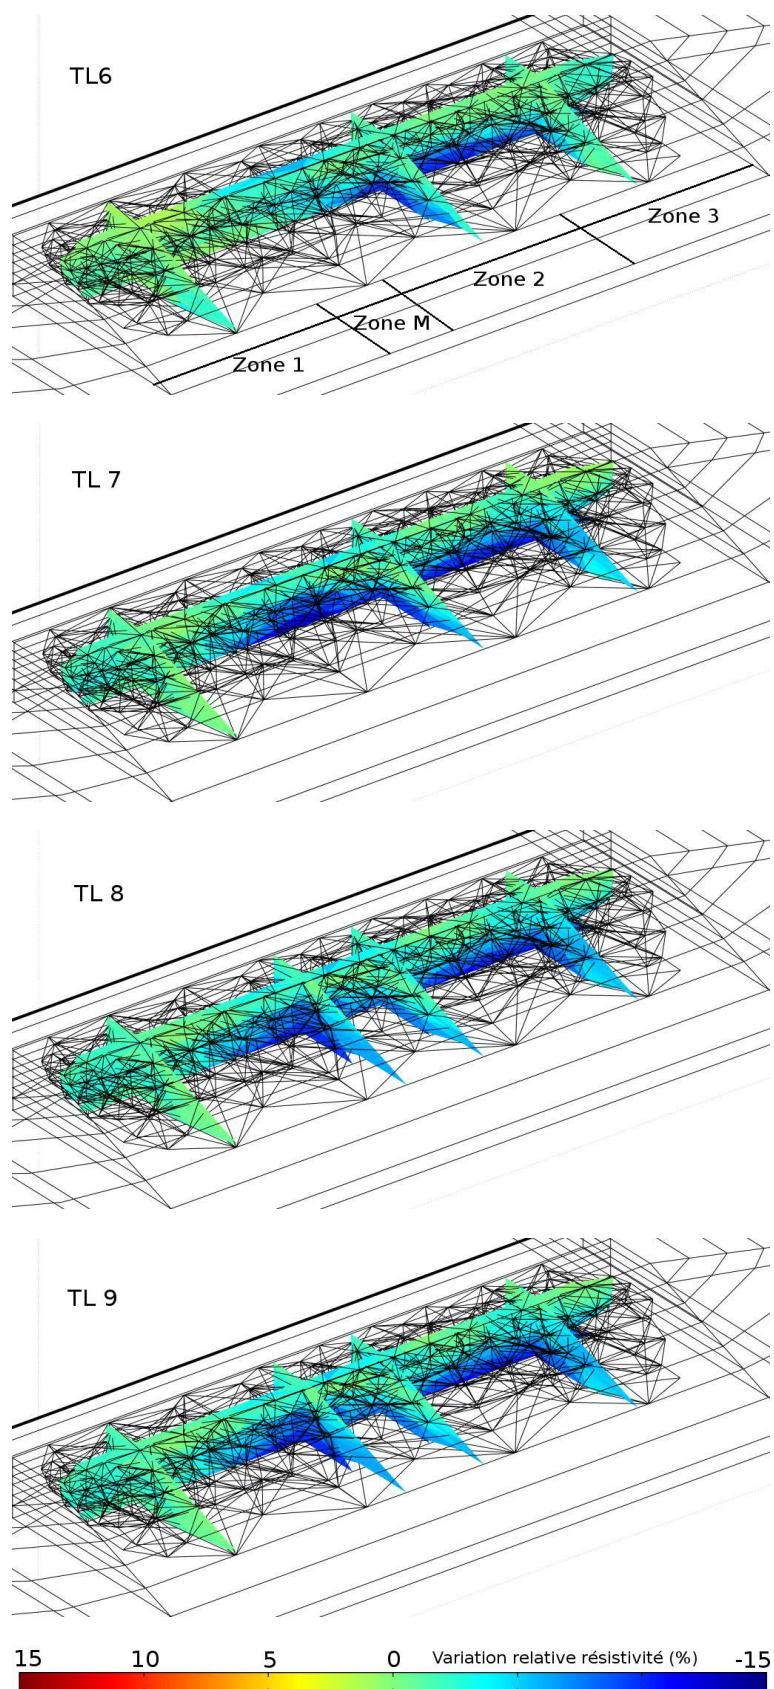 TL6
Zone 3
Zone 2
Zone M
Zone 1
TL 7
TL 8
TL 9
15 10 5 0 Variation relative résistivité (%) -15